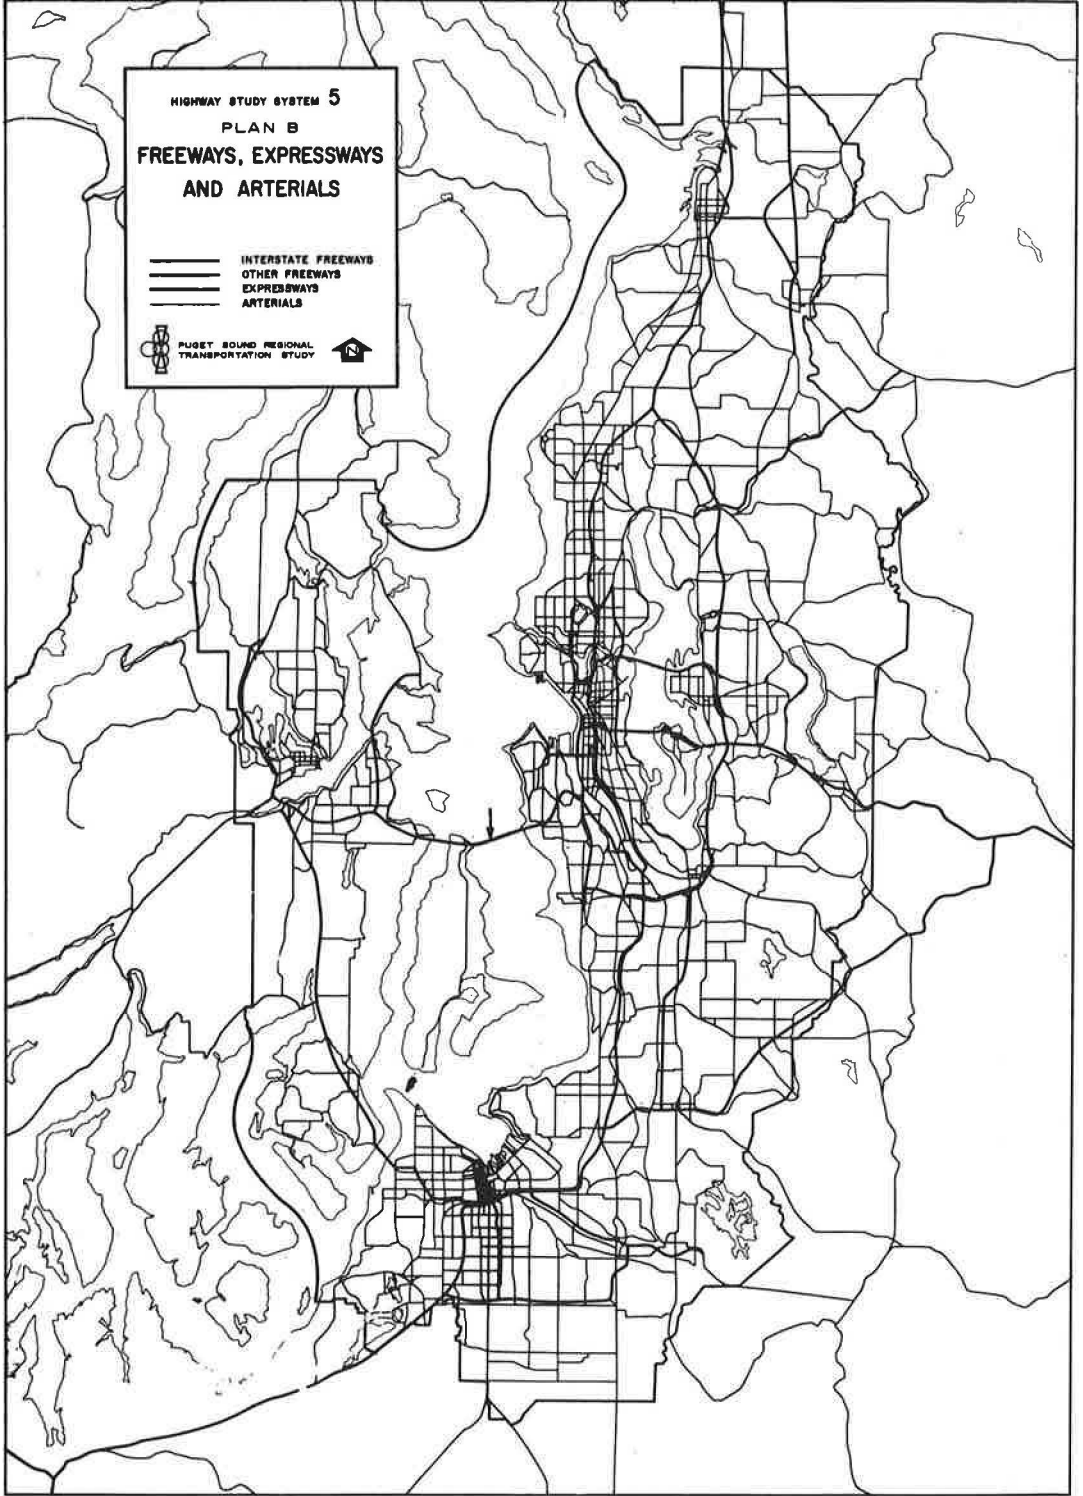 HIGHWAY STUDY SYSTEM 5
PLAN B
FREEWAYS, EXPRESSWAYS
AND ARTERIALS
INTERSTATE FREEWAYS
OTHER FREEWAYS
EXPRESSWAYS
ARTERIALS
PUGET SOUND REGIONAL
TRANSPORTATION STUDY
N